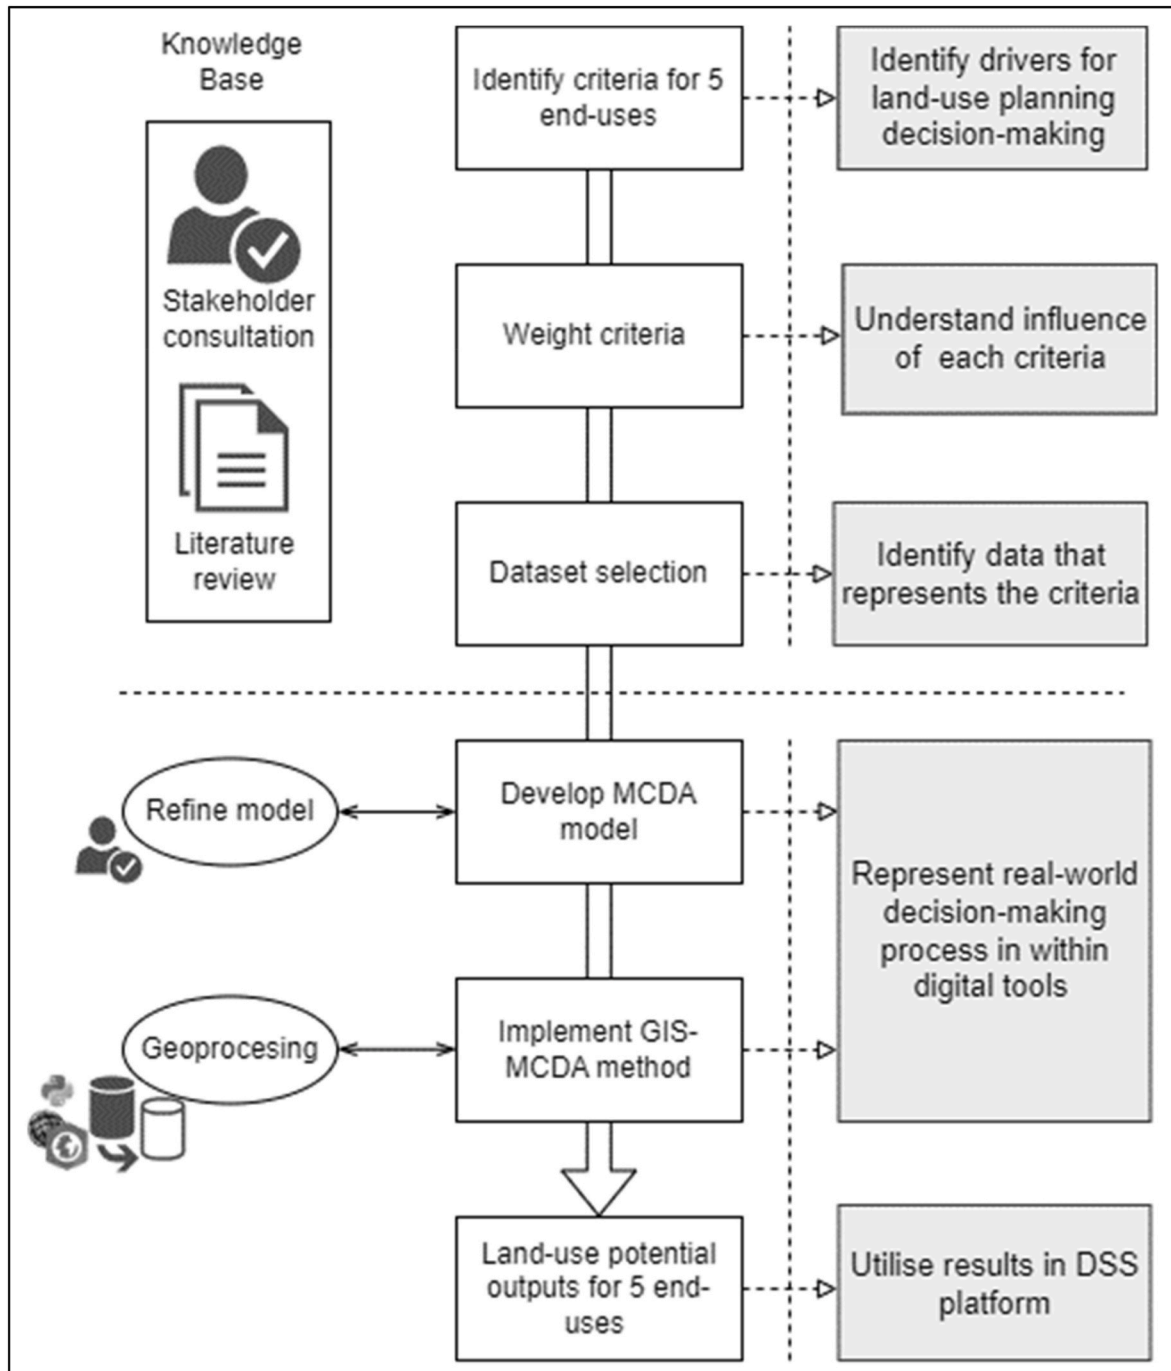 Knowledge
Base
Stakeholder
consultation
Literature
review
Identify criteria for 5
end-uses
Identify drivers for
land-use planning
decision-making
Weight criteria
Understand influence
of each criteria
Dataset selection
Identify data that
represents the criteria
Refine model
Develop MCDA
model
Represent real-world
decision-making
process in within
digital tools
Geoprocesing
Implement GIS-
MCDA method
Land-use potential
outputs for 5 end-
uses
Utilise results in DSS
platform